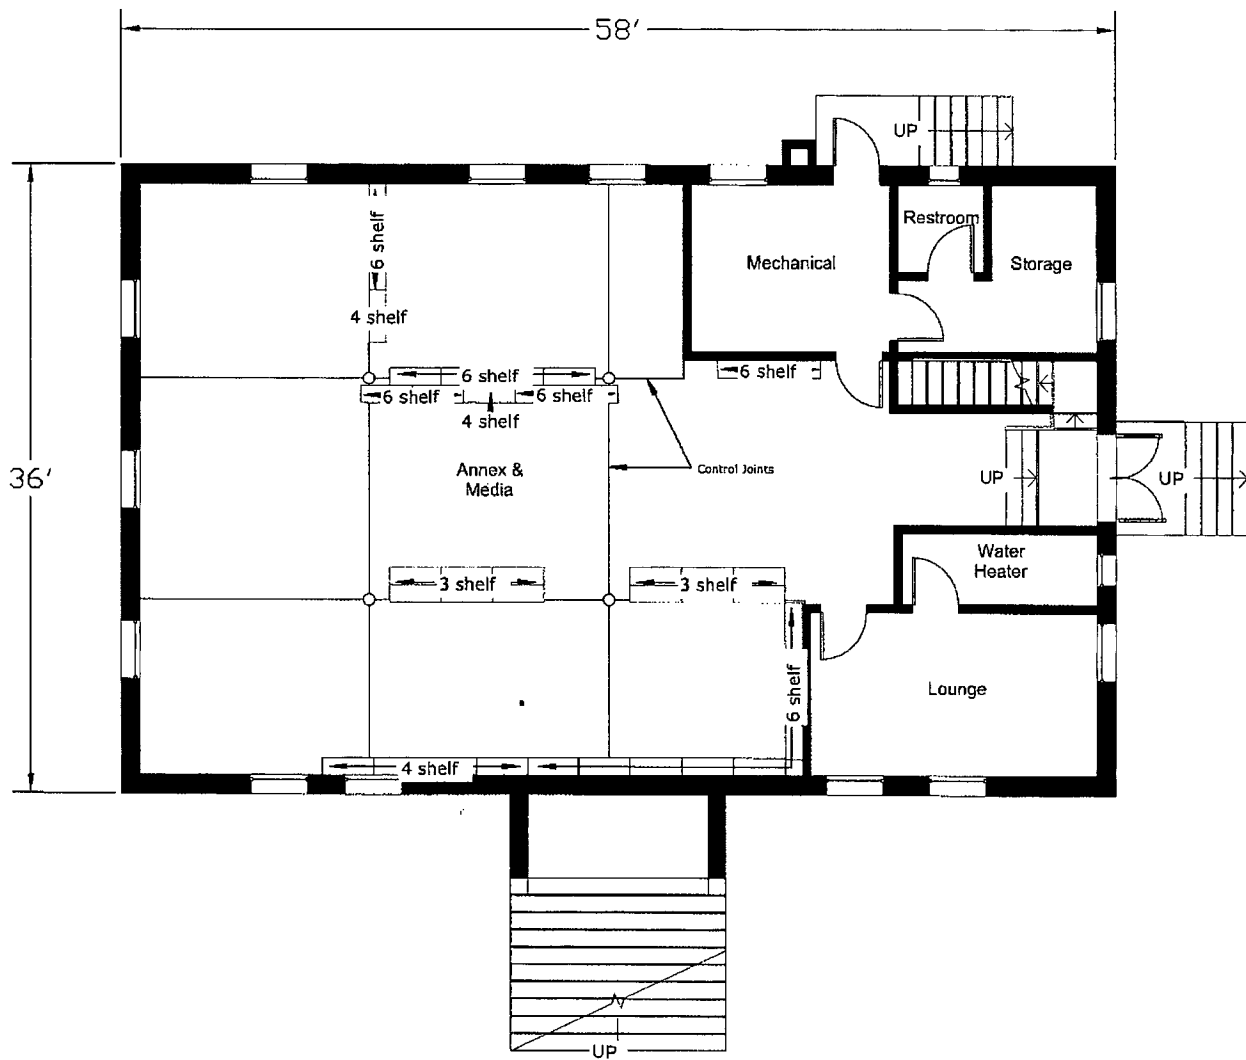 58'
UP
Restroom
Mechanical
Storage
6 shelf
4 shelf
6 shelf
6 shelf
6 shelf
6 shelf
4 shelf
36'
Annex &
Media
Control Joints
UP
UP
Water
Heater
3 shelf
3 shelf
6 shelf
Lounge
4 shelf
UP